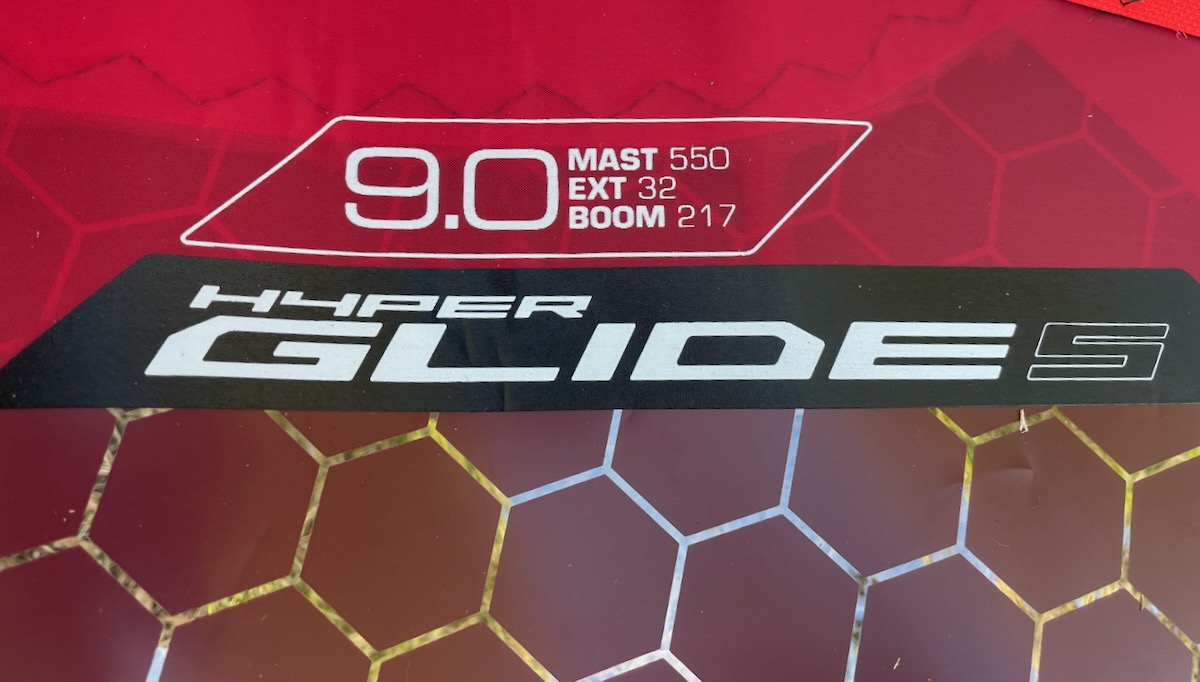 9.0
MAST 550
EXT 32
BOOM 217
HYPER
GLIDE S